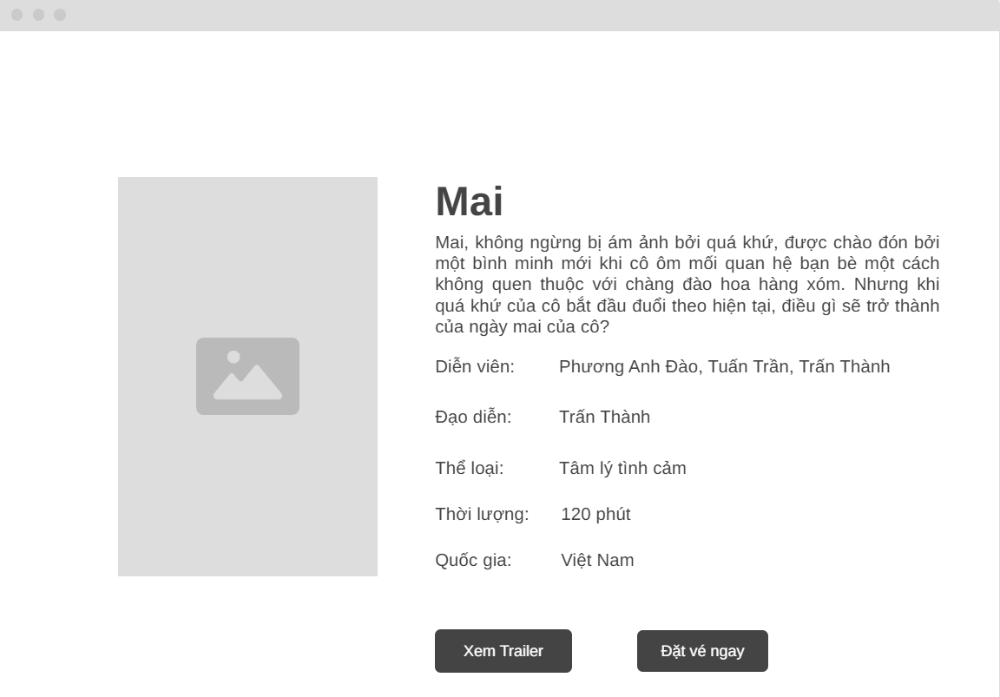 Mai
Mai, không ngừng bị ám ảnh bởi quá khứ, được chào đón bởi
một bình minh mới khi cô ôm mối quan hệ bạn bè một cách
không quen thuộc với chàng đào hoa hàng xóm. Nhưng khi
quá khứ của cô bắt đầu đuổi theo hiện tại, điều gì sẽ trở thành
của ngày mai của cô?
Diễn viên: Phương Anh Đào, Tuấn Trần, Trấn Thành
Đạo diễn: Trấn Thành
Thể loại: Tâm lý tình cảm
Thời lượng: 120 phút
Quốc gia: Việt Nam
Xem Trailer Đặt vé ngay